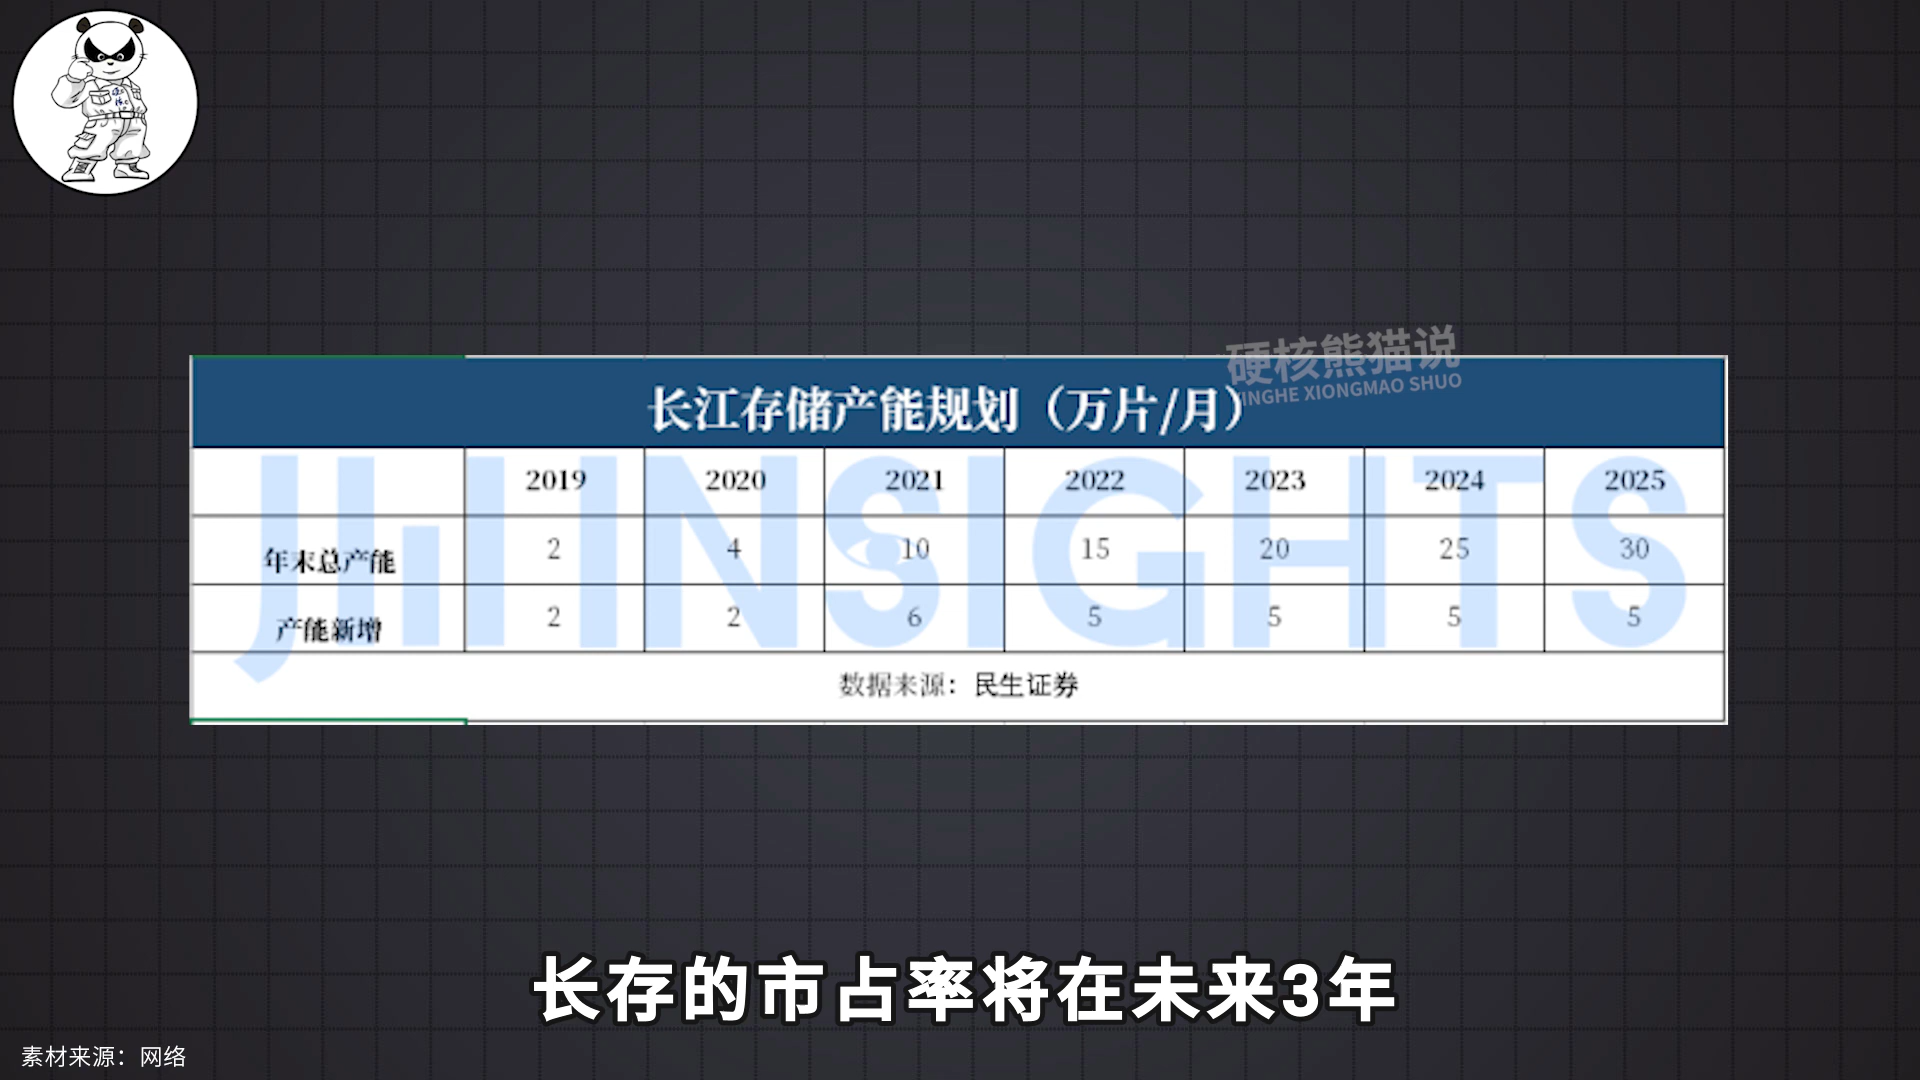 硬核熊猫说
YINGHE XIONGMAO SHUO
长江存储产能规划（万片/月）
2019 2020 2021 2022 2023 2024 2025
年末总产能 2 4 10 15 20 25 30
产能新增 2 2 6 5 5 5 5
数据来源：民生证券
INSIGHTS
长存的市占率将在未来3年
素材来源：网络